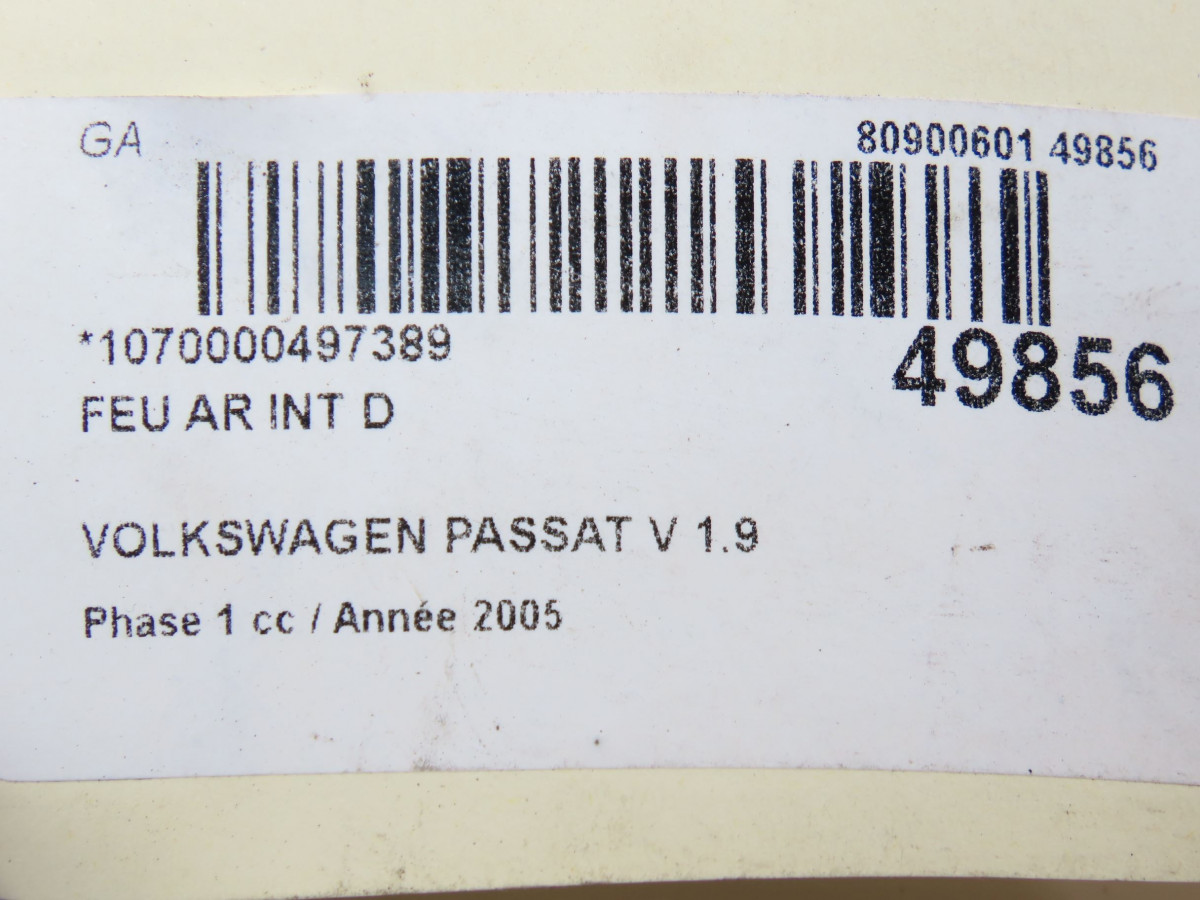 GA
80900601 49856
*1070000497389
49856
FEU AR INT D
VOLKSWAGEN PASSAT V 1.9
Phase 1 cc / Année 2005